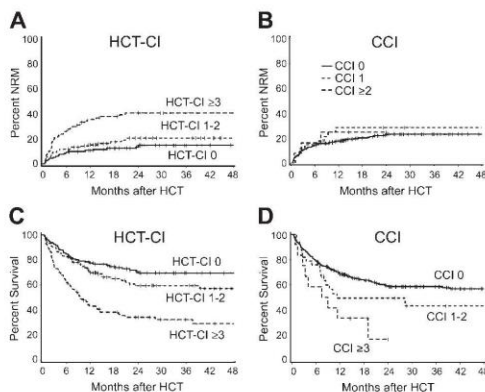 A
HCT-CI
Percent NRM
100
80
60
40
20
0
HCT-CI ≥3
HCT-CI 1-2
HCT-CI 0
0 6 12 18 24 30 36 42 48
Months after HCT
B
CCI
Percent NRM
100
80
60
40
20
0
CCI 0
CCI 1
CCI ≥2
0 6 12 18 24 30 36 42 48
Months after HCT
C
HCT-CI
Percent Survival
100
80
60
40
20
0
HCT-CI 0
HCT-CI 1-2
HCT-CI ≥3
0 6 12 18 24 30 36 42 48
Months after HCT
D
CCI
Percent Survival
100
80
60
40
20
0
CCI 0
CCI 1-2
CCI ≥3
0 6 12 18 24 30 36 42 48
Months after HCT